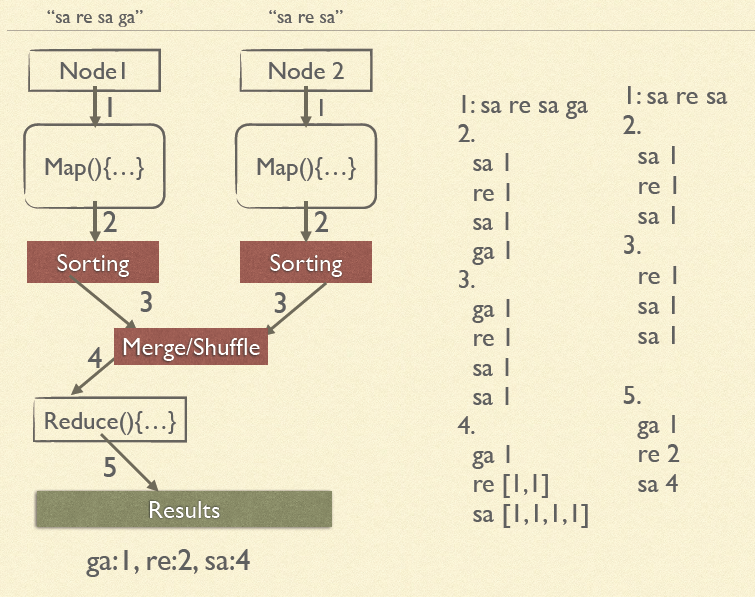 “sa re sa ga”
“sa re sa”
Node1
Node 2
1
1
Map(){...}
Map(){...}
2
2
Sorting
Sorting
3
3
Merge/Shuffle
4
Reduce(){...}
5
Results
ga:1, re:2, sa:4
1: sa re sa ga
2.
sa 1
re 1
sa 1
ga 1
3.
ga 1
re 1
sa 1
sa 1
4.
ga 1
re [1,1]
sa [1,1,1,1]
1: sa re sa
2.
sa 1
re 1
sa 1
3.
re 1
sa 1
sa 1
5.
ga 1
re 2
sa 4